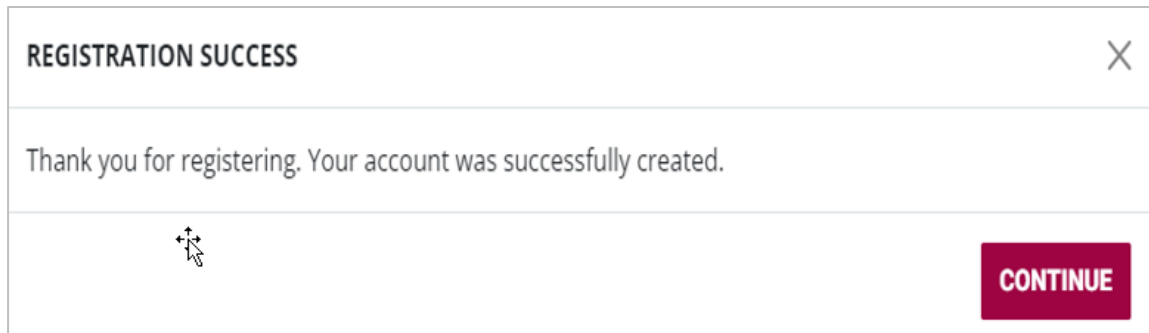 REGISTRATION SUCCESS
Thank you for registering. Your account was successfully created.
CONTINUE